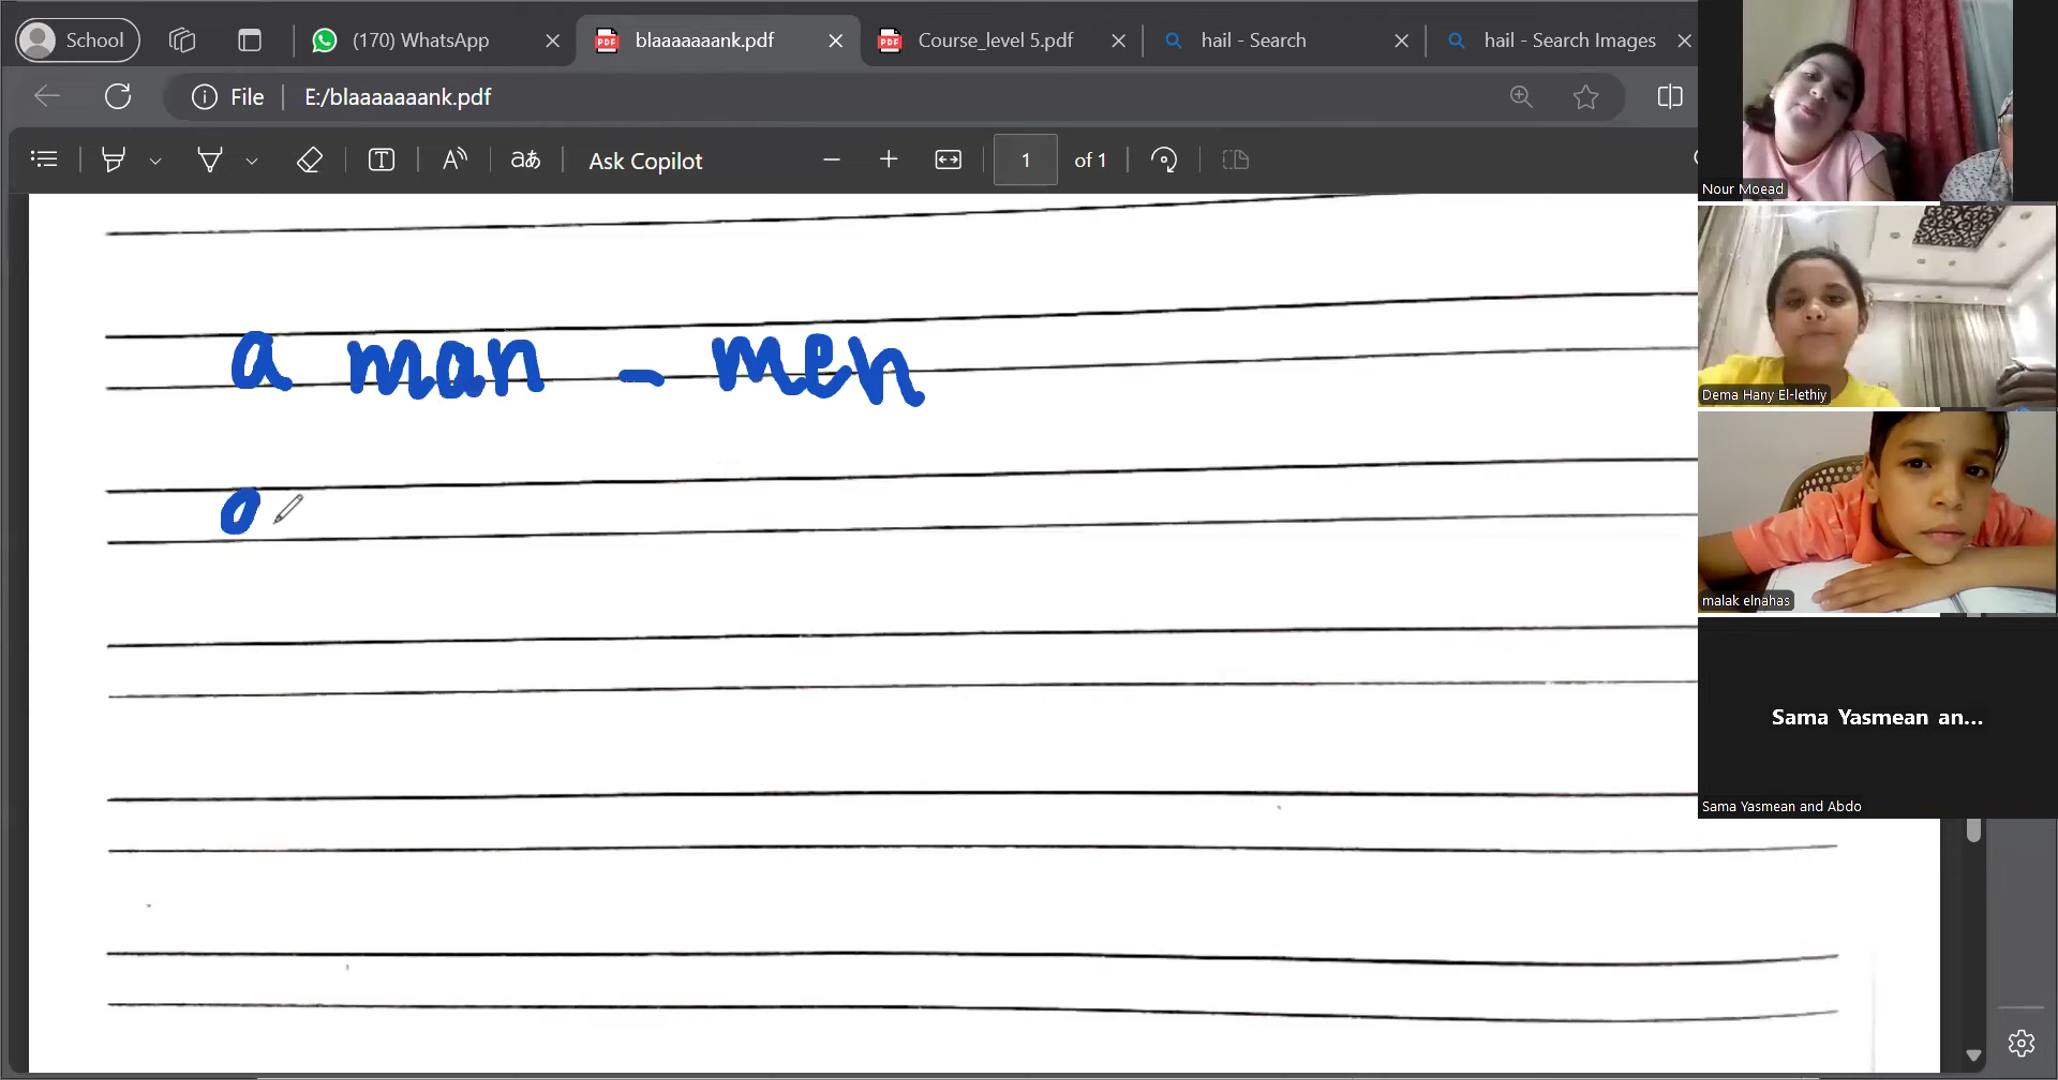 School
(170) WhatsApp
blaaaaaaank.pdf
Course_level 5.pdf
hail - Search
hail - Search Images
File
E:/blaaaaaaank.pdf
Ask Copilot
1 of 1
a man - men
Nour Moead
Dema Hany El-lethiy
malak elnahas
Sama Yasmean an...
Sama Yasmean and Abdo